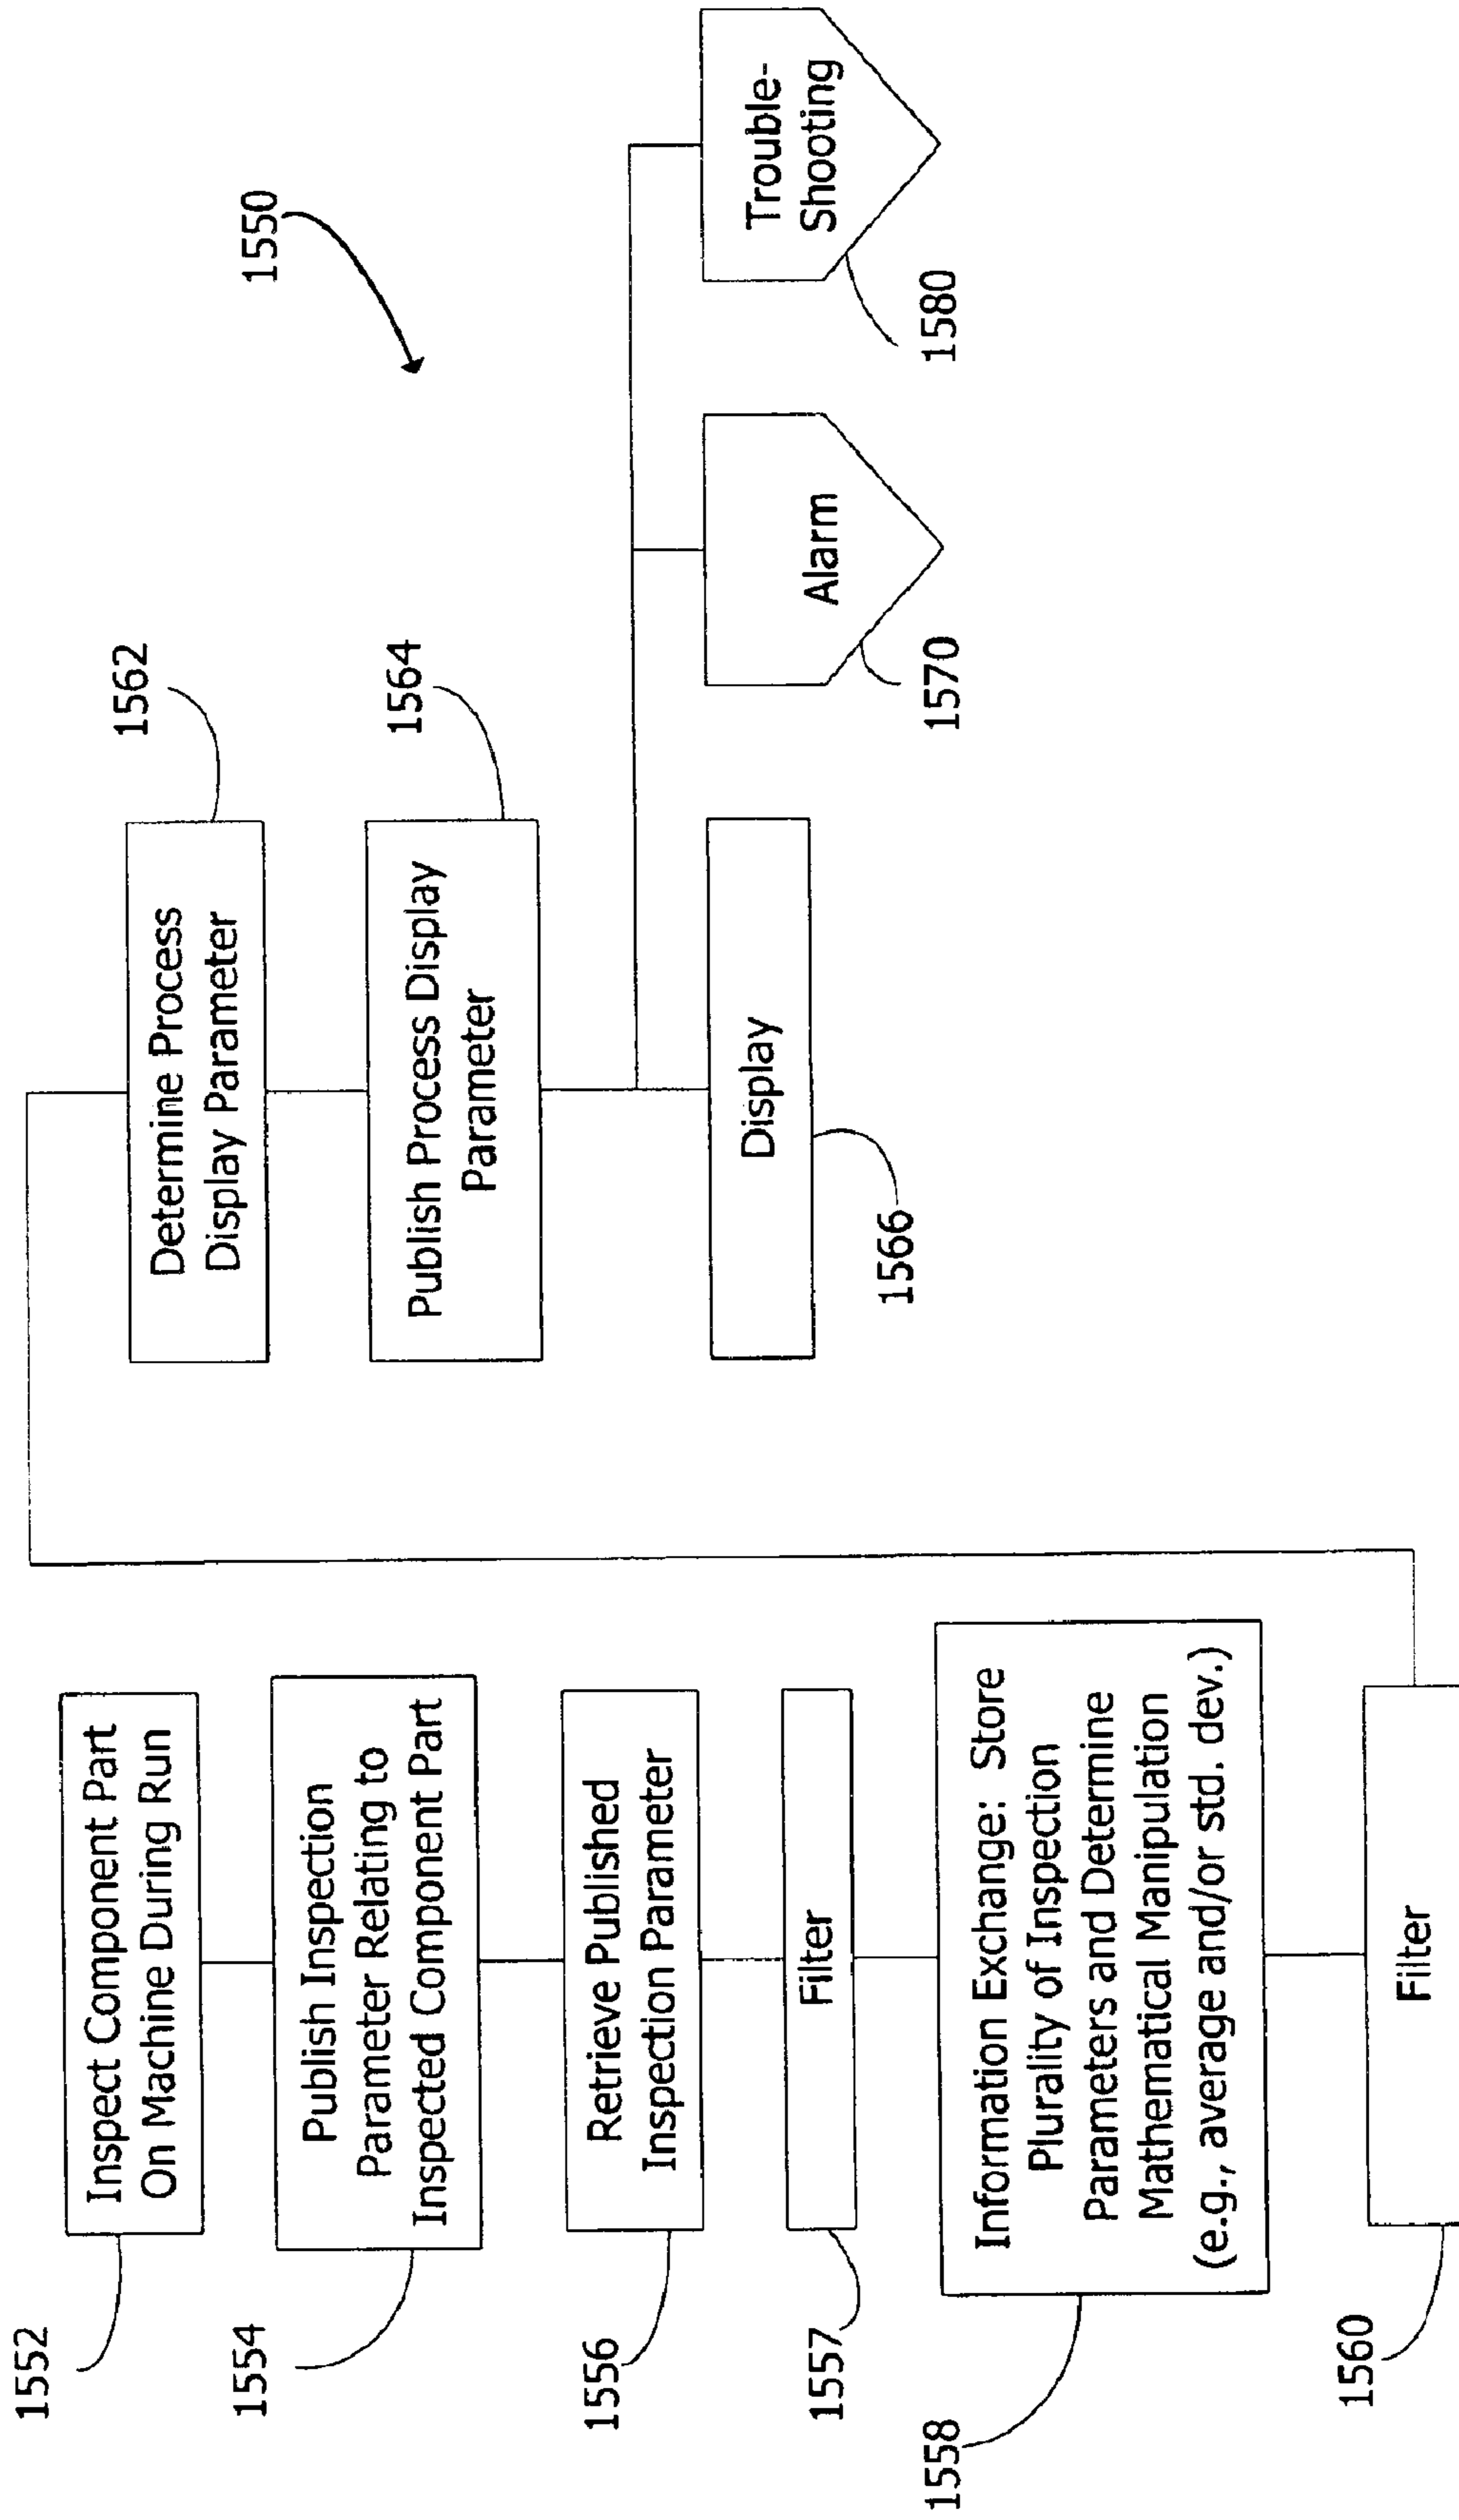 1552
Inspect Component Part
On Machine During Run
1554
Publish Inspection
Parameter Relating to
Inspected Component Part
1556
Retrieve Published
Inspection Parameter
1557
Filter
1558
Information Exchange: Store
Plurality of Inspection
Parameters and Determine
Mathematical Manipulation
(e.g., average and/or std. dev.)
1560
Filter
1562
Determine Process
Display Parameter
1564
Publish Process Display
Parameter
1566
Display
1550
1570
Alarm
1580
Trouble-
Shooting